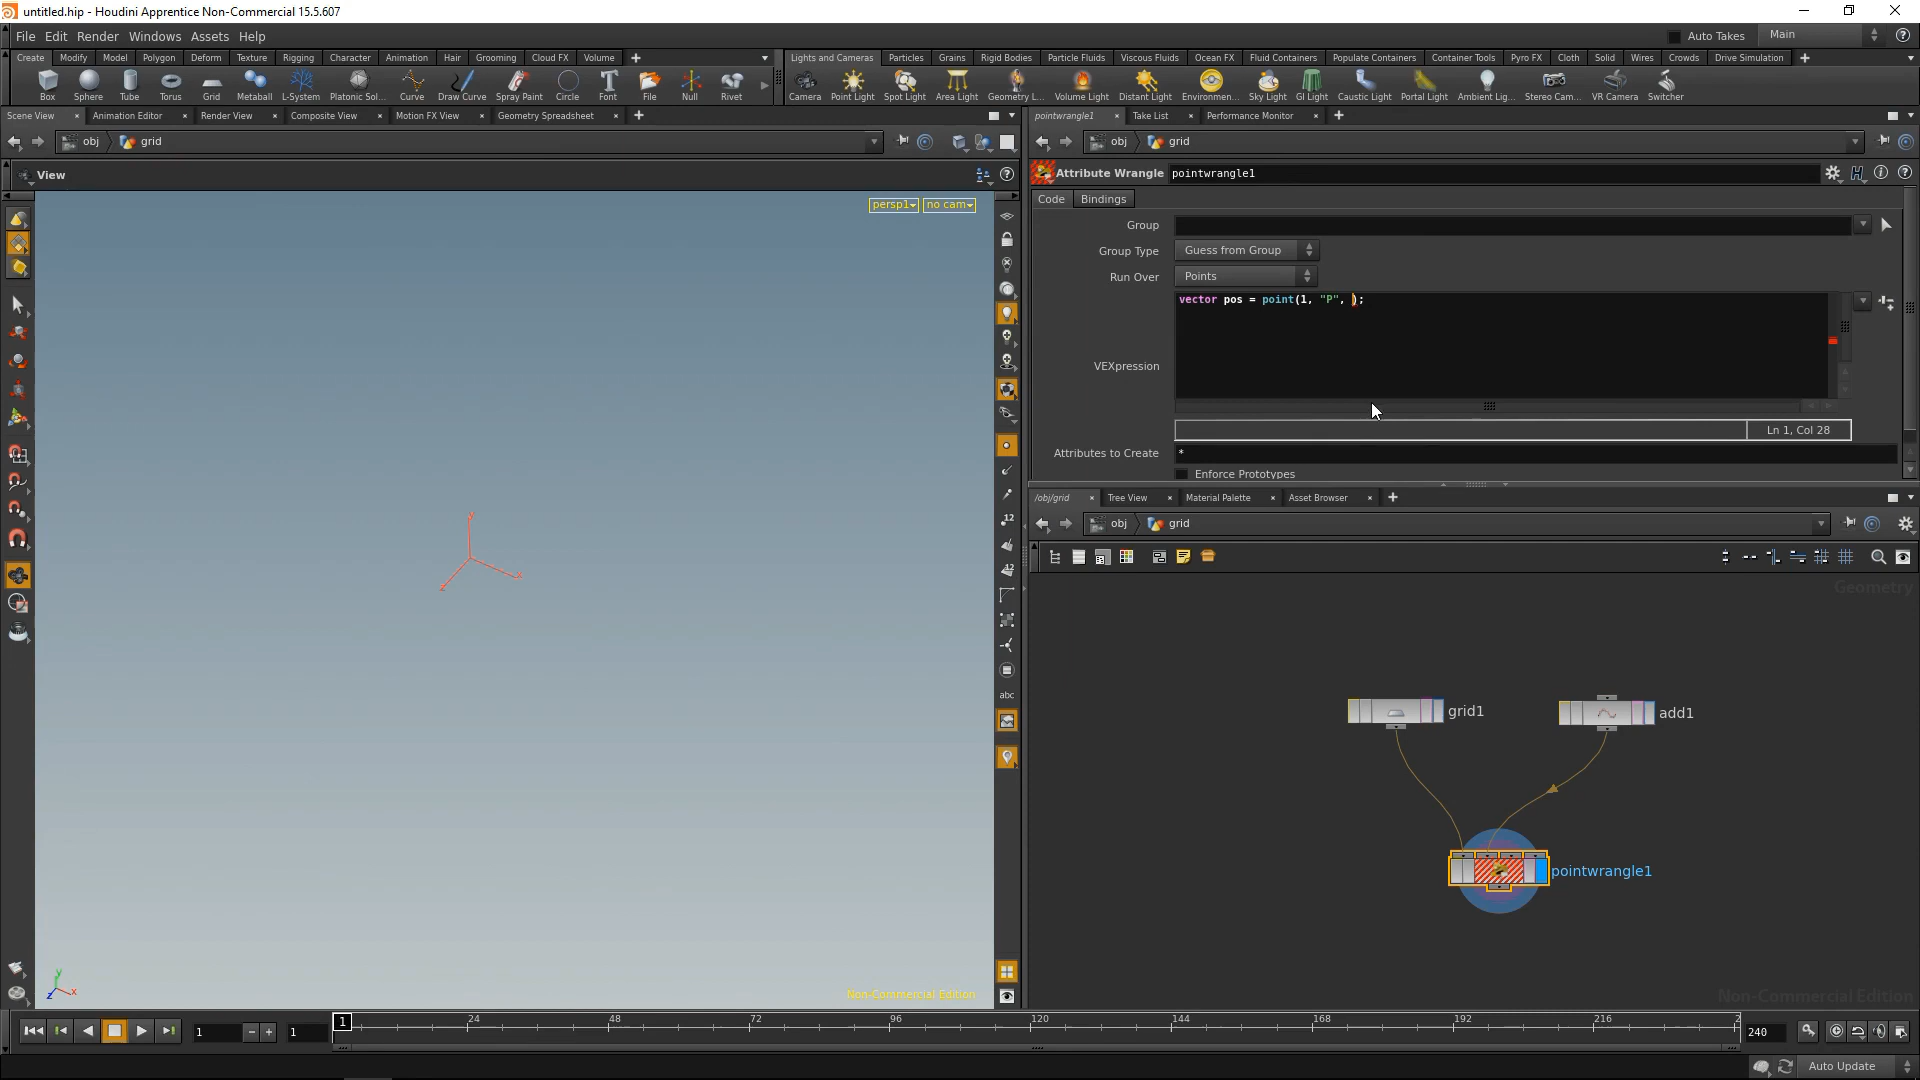 untitled.hip - Houdini Apprentice Non-Commercial 15.5.607
File Edit Render Windows Assets Help
Auto Takes Main
Create Modify Model Polygon Deform Texture Rigging Character Animation Hair Grooming Cloud FX Volume
Lights and Cameras Particles Grains Rigid Bodies Particle Fluids Viscous Fluids Ocean FX Fluid Containers Populate Containers Container Tools Pyro FX Cloth Solid Wires Crowds Drive Simulation
Box Sphere Tube Torus Grid Metaball L-System Platonic Sol... Curve Draw Curve Spray Paint Circle Font File Null Rivet
Camera Point Light Spot Light Area Light Geometry L... Volume Light Distant Light Environmen... Sky Light GI Light Caustic Light Portal Light Ambient Lig... Stereo Cam... VR Camera Switcher
Scene View Animation Editor Render View Composite View Motion FX View Geometry Spreadsheet
pointwrangle1 Take List Performance Monitor
obj grid
obj grid
View
Attribute Wrangle pointwrangle1
Code Bindings
persp1 no cam
Group
Group Type Guess from Group
Run Over Points
vector pos = point(1, "P", );
VEXpression
Ln 1, Col 28
Attributes to Create *
Enforce Prototypes
/obj/grid Tree View Material Palette Asset Browser
obj grid
Geometry
y
x
z
12
12
abc
grid1
add1
pointwrangle1
y
x
z
Non-Commercial Edition
Non-Commercial Edition
1 1 1 24 48 72 96 120 144 168 192 216 2 240
Auto Update